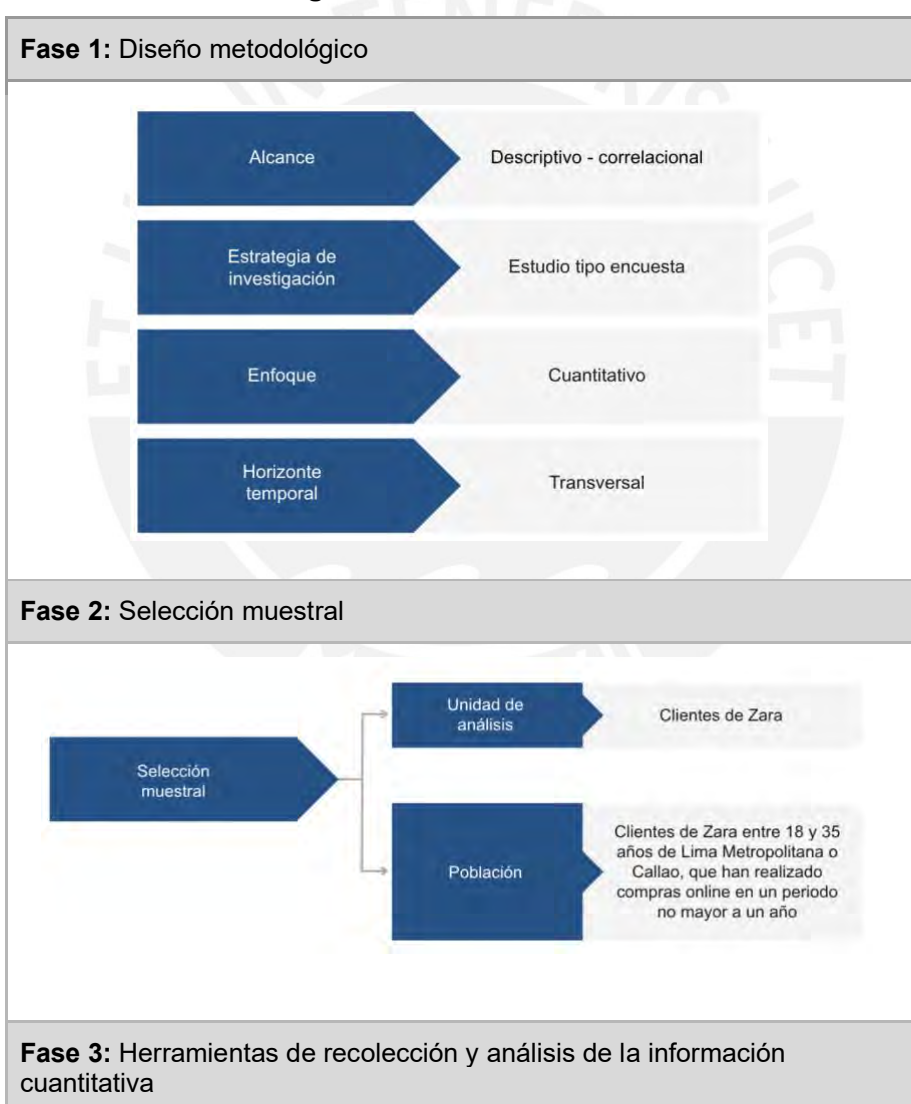 Fase 1: Diseño metodológico
Alcance
Descriptivo - correlacional
Estrategia de
investigación
Estudio tipo encuesta
Enfoque
Cuantitativo
Horizonte
temporal
Transversal
Fase 2: Selección muestral
Selección
muestral
Unidad de
análisis
Clientes de Zara
Población
Clientes de Zara entre 18 y 35
años de Lima Metropolitana o
Callao, que han realizado
compras online en un periodo
no mayor a un año
Fase 3: Herramientas de recolección y análisis de la información
cuantitativa